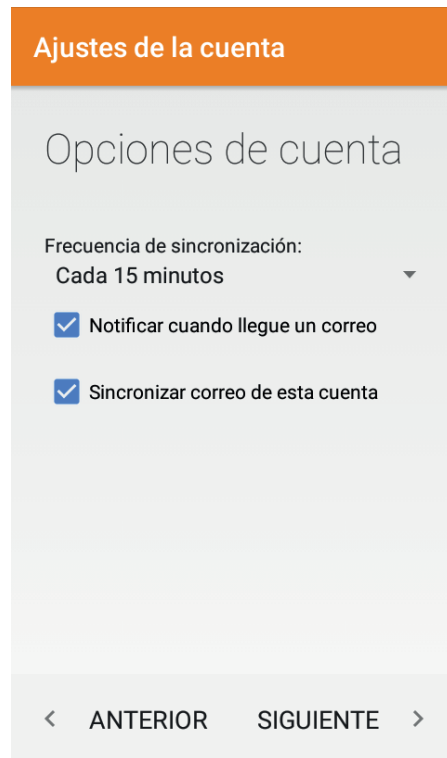 Ajustes de la cuenta
Opciones de cuenta
Frecuencia de sincronización:
Cada 15 minutos
Notificar cuando llegue un correo
Sincronizar correo de esta cuenta
ANTERIOR SIGUIENTE